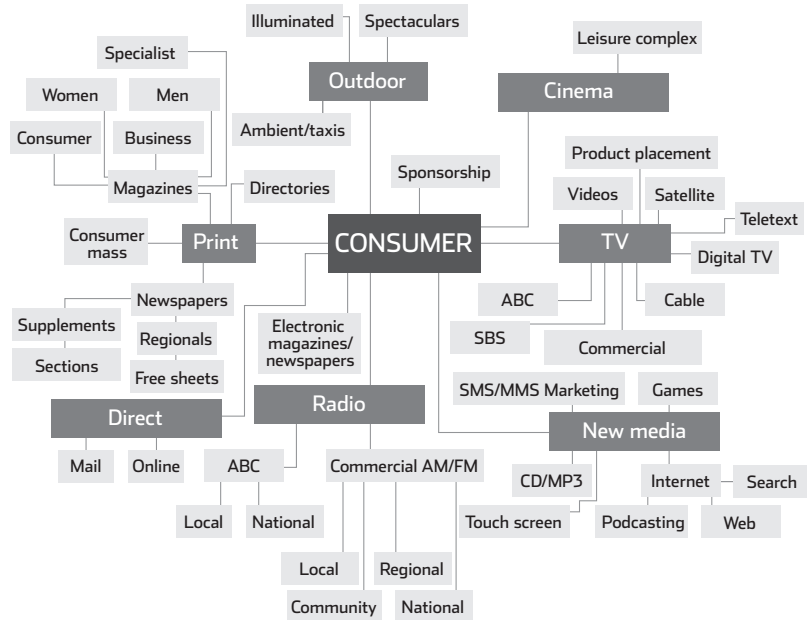 Illuminated
Spectaculars
Specialist
Leisure complex
Outdoor
Cinema
Women
Men
Ambient/taxis
Consumer
Business
Product placement
Sponsorship
Magazines
Directories
Videos
Satellite
Teletext
Consumer
mass
Print
CONSUMER
TV
Digital TV
Newspapers
ABC
Cable
Supplements
Regionals
Electronic
magazines/
newspapers
SBS
Commercial
Sections
Free sheets
SMS/MMS Marketing
Games
Direct
Radio
New media
Mail
Online
ABC
Commercial AM/FM
CD/MP3
Internet
Search
Local
National
Touch screen
Podcasting
Web
Local
Regional
Community
National